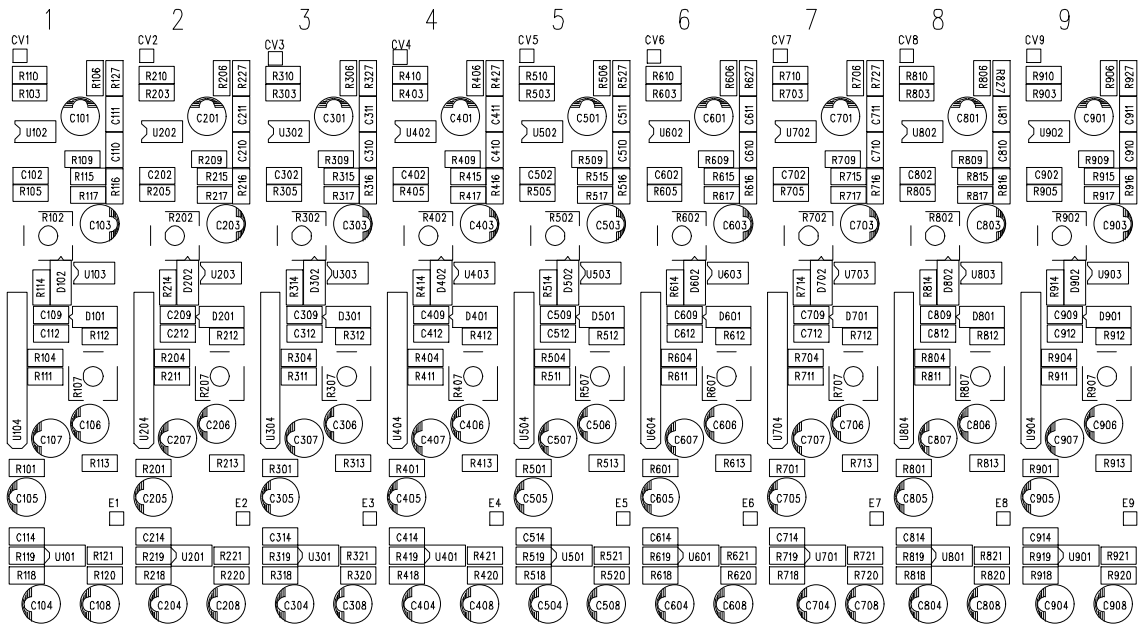 1 2 3 4 5 6 7 8 9
CV1 CV2 CV3 CV4 CV5 CV6 CV7 CV8 CV9
R110 R106 R127 R210 R206 R227 R310 R306 R327 R410 R406 R427 R510 R506 R527 R610 R606 R627 R710 R706 R727 R810 R806 R827 R910 R906 R927
R103 R203 R303 R403 R503 R603 R703 R803 R903
C101 C111 C201 C211 C301 C311 C401 C411 C501 C511 C601 C611 C701 C711 C801 C811 C901 C911
U102 U202 U302 U402 U502 U602 U702 U802 U902
R109 C110 R209 C210 R309 C310 R409 C410 R509 C510 R609 C610 R709 C710 R809 C810 R909 C910
C102 R115 R116 C202 R215 R216 C302 R315 R316 C402 R415 R416 C502 R515 R516 C602 R615 R616 C702 R715 R716 C802 R815 R816 C902 R915 R916
R105 R117 R205 R217 R305 R317 R405 R417 R505 R517 R605 R617 R705 R717 R805 R817 R905 R917
R102 C103 R202 C203 R302 C303 R402 C403 R502 C503 R602 C603 R702 C703 R802 C803 R902 C903
R114 D102 U103 R214 D202 U203 R314 D302 U303 R414 D402 U403 R514 D502 U503 R614 D602 U603 R714 D702 U703 R814 D802 U803 R914 D902 U903
C109 D101 C209 D201 C309 D301 C409 D401 C509 D501 C609 D601 C709 D701 C809 D801 C909 D901
C112 R112 C212 R212 C312 R312 C412 R412 C512 R512 C612 R612 C712 R712 C812 R812 C912 R912
R104 R204 R304 R404 R504 R604 R704 R804 R904
R111 R107 R211 R207 R311 R307 R411 R407 R511 R507 R611 R607 R711 R707 R811 R807 R911 R907
U104 C107 C106 U204 C207 C206 U304 C307 C306 U404 C407 C406 U504 C507 C506 U604 C607 C606 U704 C707 C706 U804 C807 C806 U904 C907 C906
R101 R113 R201 R213 R301 R313 R401 R413 R501 R513 R601 R613 R701 R713 R801 R813 R901 R913
C105 E1 C205 E2 C305 E3 C405 E4 C505 E5 C605 E6 C705 E7 C805 E8 C905 E9
C114 C214 C314 C414 C514 C614 C714 C814 C914
R119 U101 R121 R219 U201 R221 R319 U301 R321 R419 U401 R421 R519 U501 R521 R619 U601 R621 R719 U701 R721 R819 U801 R821 R919 U901 R921
R118 R120 R218 R220 R318 R320 R418 R420 R518 R520 R618 R620 R718 R720 R818 R820 R918 R920
C104 C108 C204 C208 C304 C308 C404 C408 C504 C508 C604 C608 C704 C708 C804 C808 C904 C908